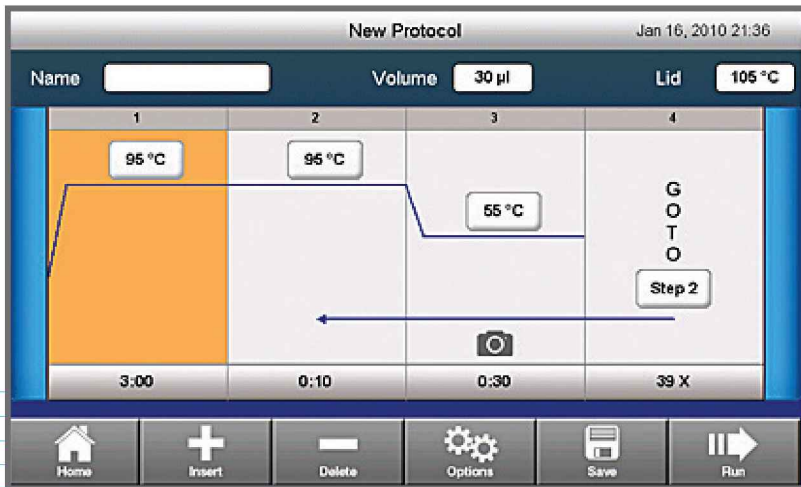 New Protocol Jan 16, 2010 21:36
Name Volume 30 µl Lid 105 °C
1 2 3 4
95 °C 95 °C
55 °C
G
O
T
O
Step 2
3:00 0:10 0:30 39 X
Home Insert Delete Options Save Run